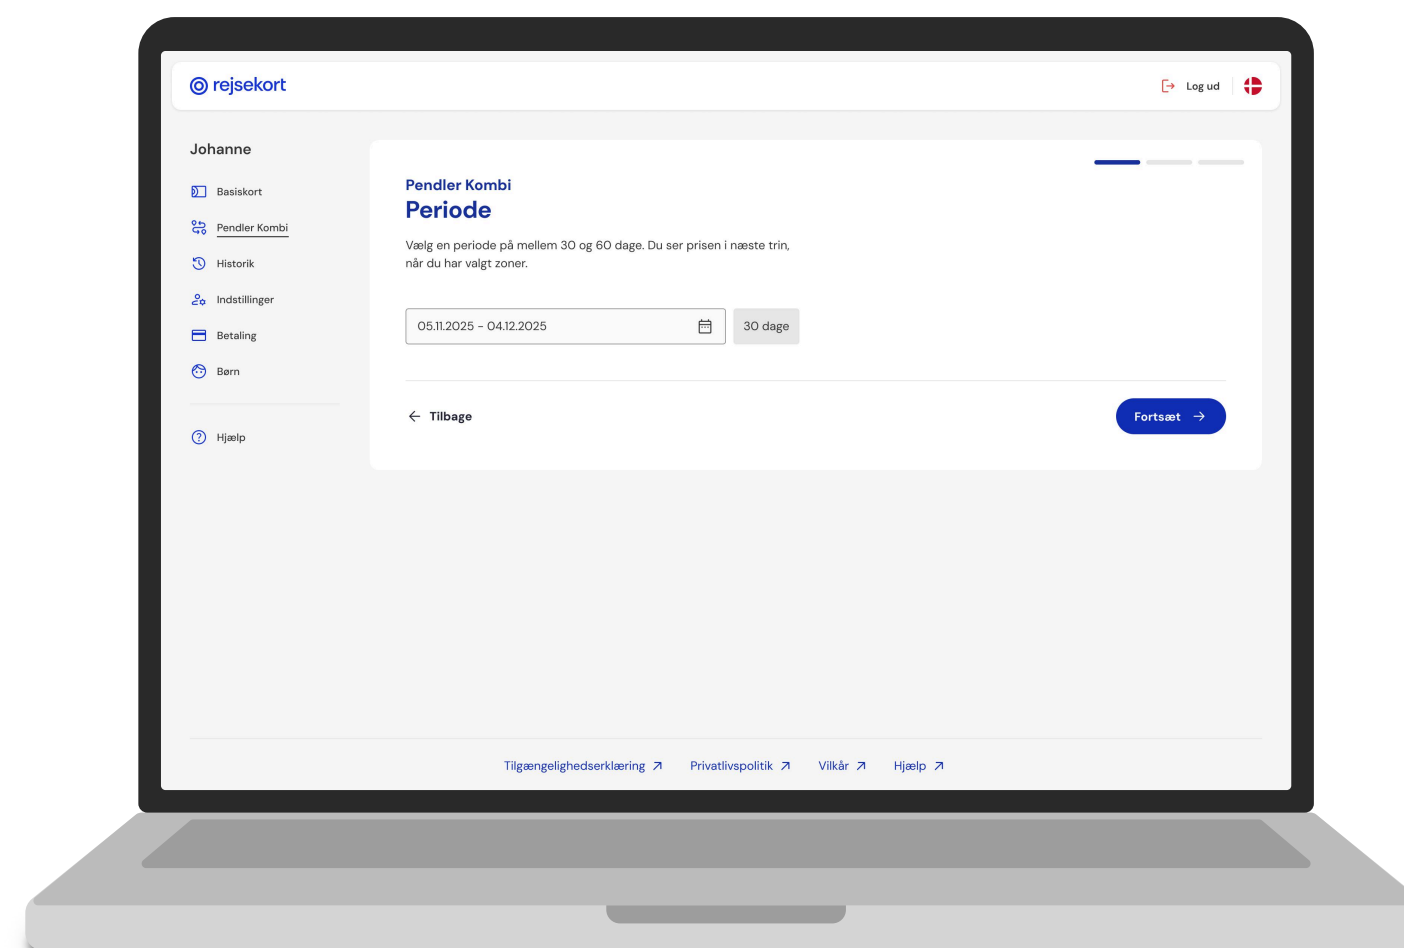 rejsekort
Log ud
Johanne
Basiskort
Pendler Kombi
Historik
Indstillinger
Betaling
Børn
Hjælp
Pendler Kombi
Periode
Vælg en periode på mellem 30 og 60 dage. Du ser prisen i næste trin,
når du har valgt zoner.
05.11.2025 - 04.12.2025
30 dage
Tilbage
Fortsæt
Tilgængelighedserklæring
Privatlivspolitik
Vilkår
Hjælp